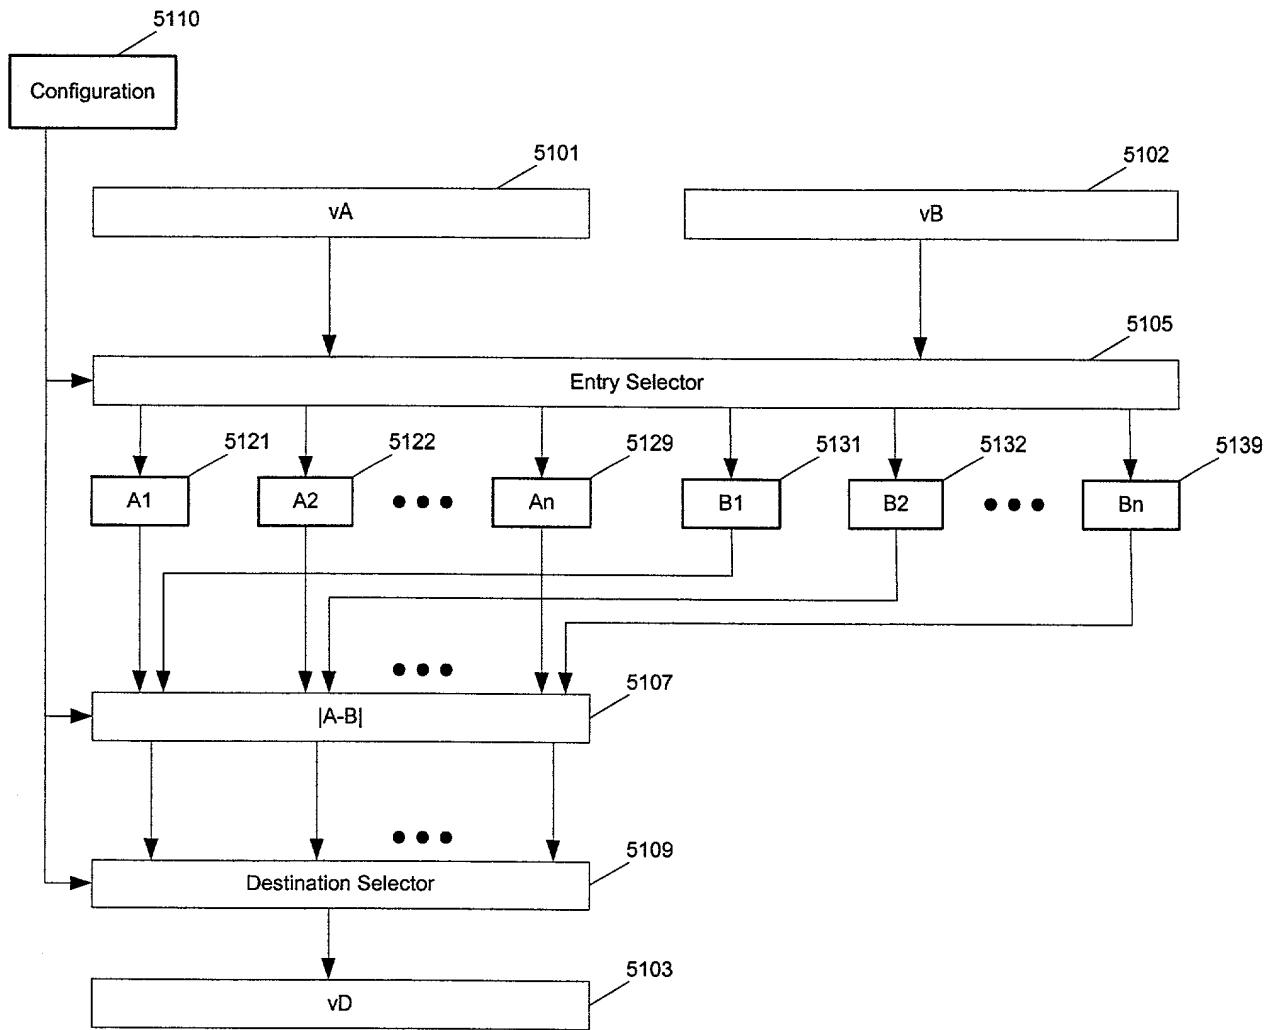 5110
Configuration
5101
5102
vA
vB
5105
Entry Selector
5121
5122
5129
5131
5132
5139
A1
A2
An
B1
B2
Bn
5107
|A-B|
5109
Destination Selector
5103
vD